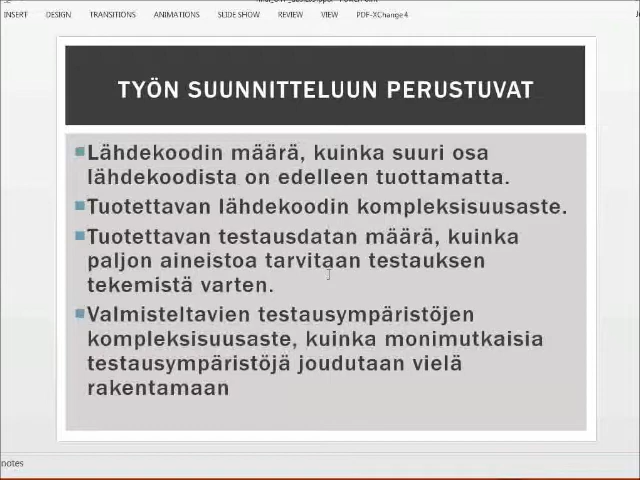 INSERT DESIGN TRANSITIONS ANIMATIONS SLIDE SHOW REVIEW VIEW PDF-XChange 4
TYÖN SUUNNITTELUUN PERUSTUVAT
Lähdekoodin määrä, kuinka suuri osa
lähdekoodista on edelleen tuottamatta.
Tuotettavan lähdekoodin kompleksisuusaste.
Tuotettavan testausdatan määrä, kuinka
paljon aineistoa tarvitaan testauksen
tekemistä varten.
Valmisteltavien testausympäristöjen
kompleksisuusaste, kuinka monimutkaisia
testausympäristöjä joudutaan vielä
rakentamaan
notes